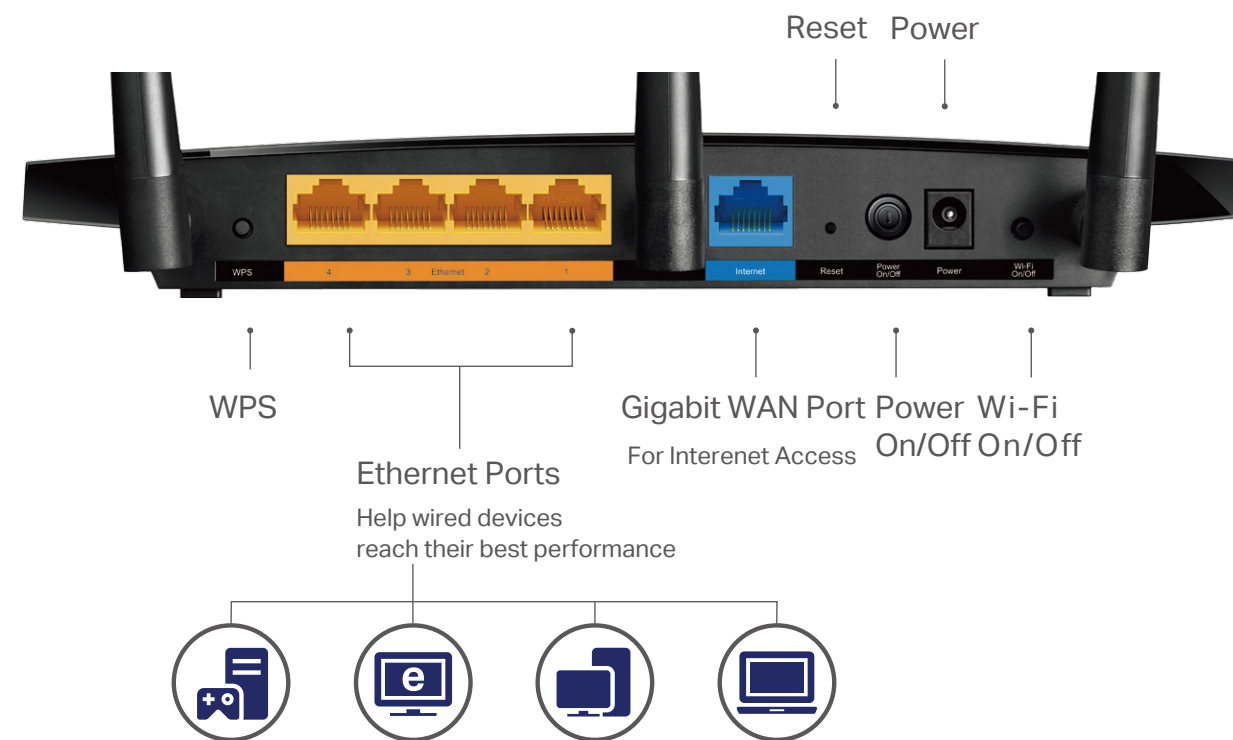 Reset Power
WPS
4 3 Ethernet 2 1
Internet
Reset
Power
On/Off
Power
Wi-Fi
On/Off
WPS
Ethernet Ports
Help wired devices
reach their best performance
Gigabit WAN Port
For Interenet Access
Power
On/Off
Wi-Fi
On/Off
e